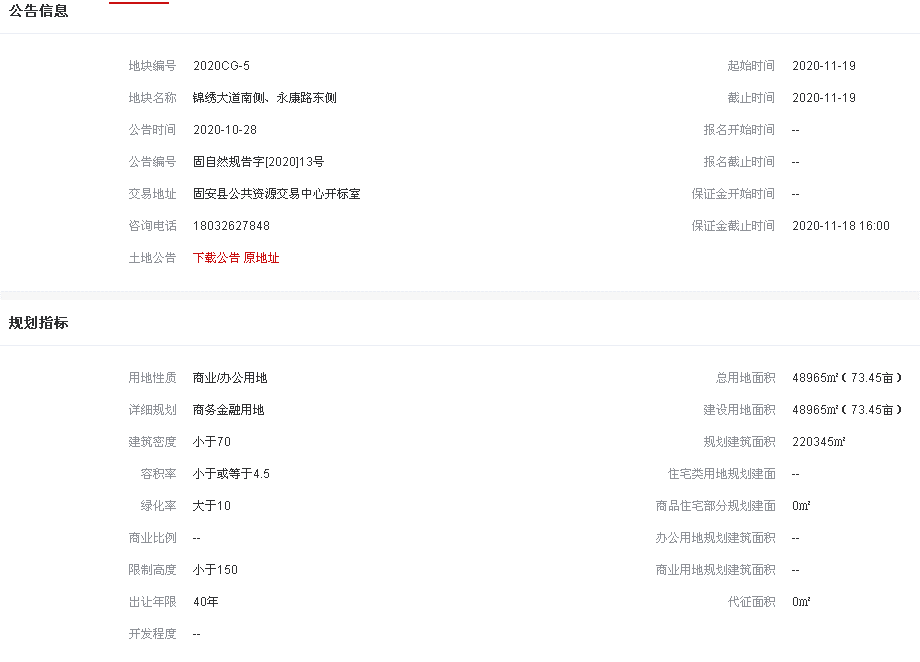 公告信息
地块编号 2020CG-5 起始时间 2020-11-19
地块名称 锦绣大道南侧、永康路东侧 截止时间 2020-11-19
公告时间 2020-10-28 报名开始时间 --
公告编号 固自然规告字[2020]13号 报名截止时间 --
交易地址 固安县公共资源交易中心开标室 保证金开始时间 --
咨询电话 18032627848 保证金截止时间 2020-11-18 16:00
土地公告 下载公告 原地址
规划指标
用地性质 商业/办公用地 总用地面积 48965㎡（73.45亩）
详细规划 商务金融用地 建设用地面积 48965㎡（73.45亩）
建筑密度 小于70 规划建筑面积 220345㎡
容积率 小于或等于4.5 住宅类用地规划建面 --
绿化率 大于10 商品住宅部分规划建面 0㎡
商业比例 -- 办公用地规划建筑面积 --
限制高度 小于150 商业用地规划建筑面积 --
出让年限 40年 代征面积 0㎡
开发程度 --